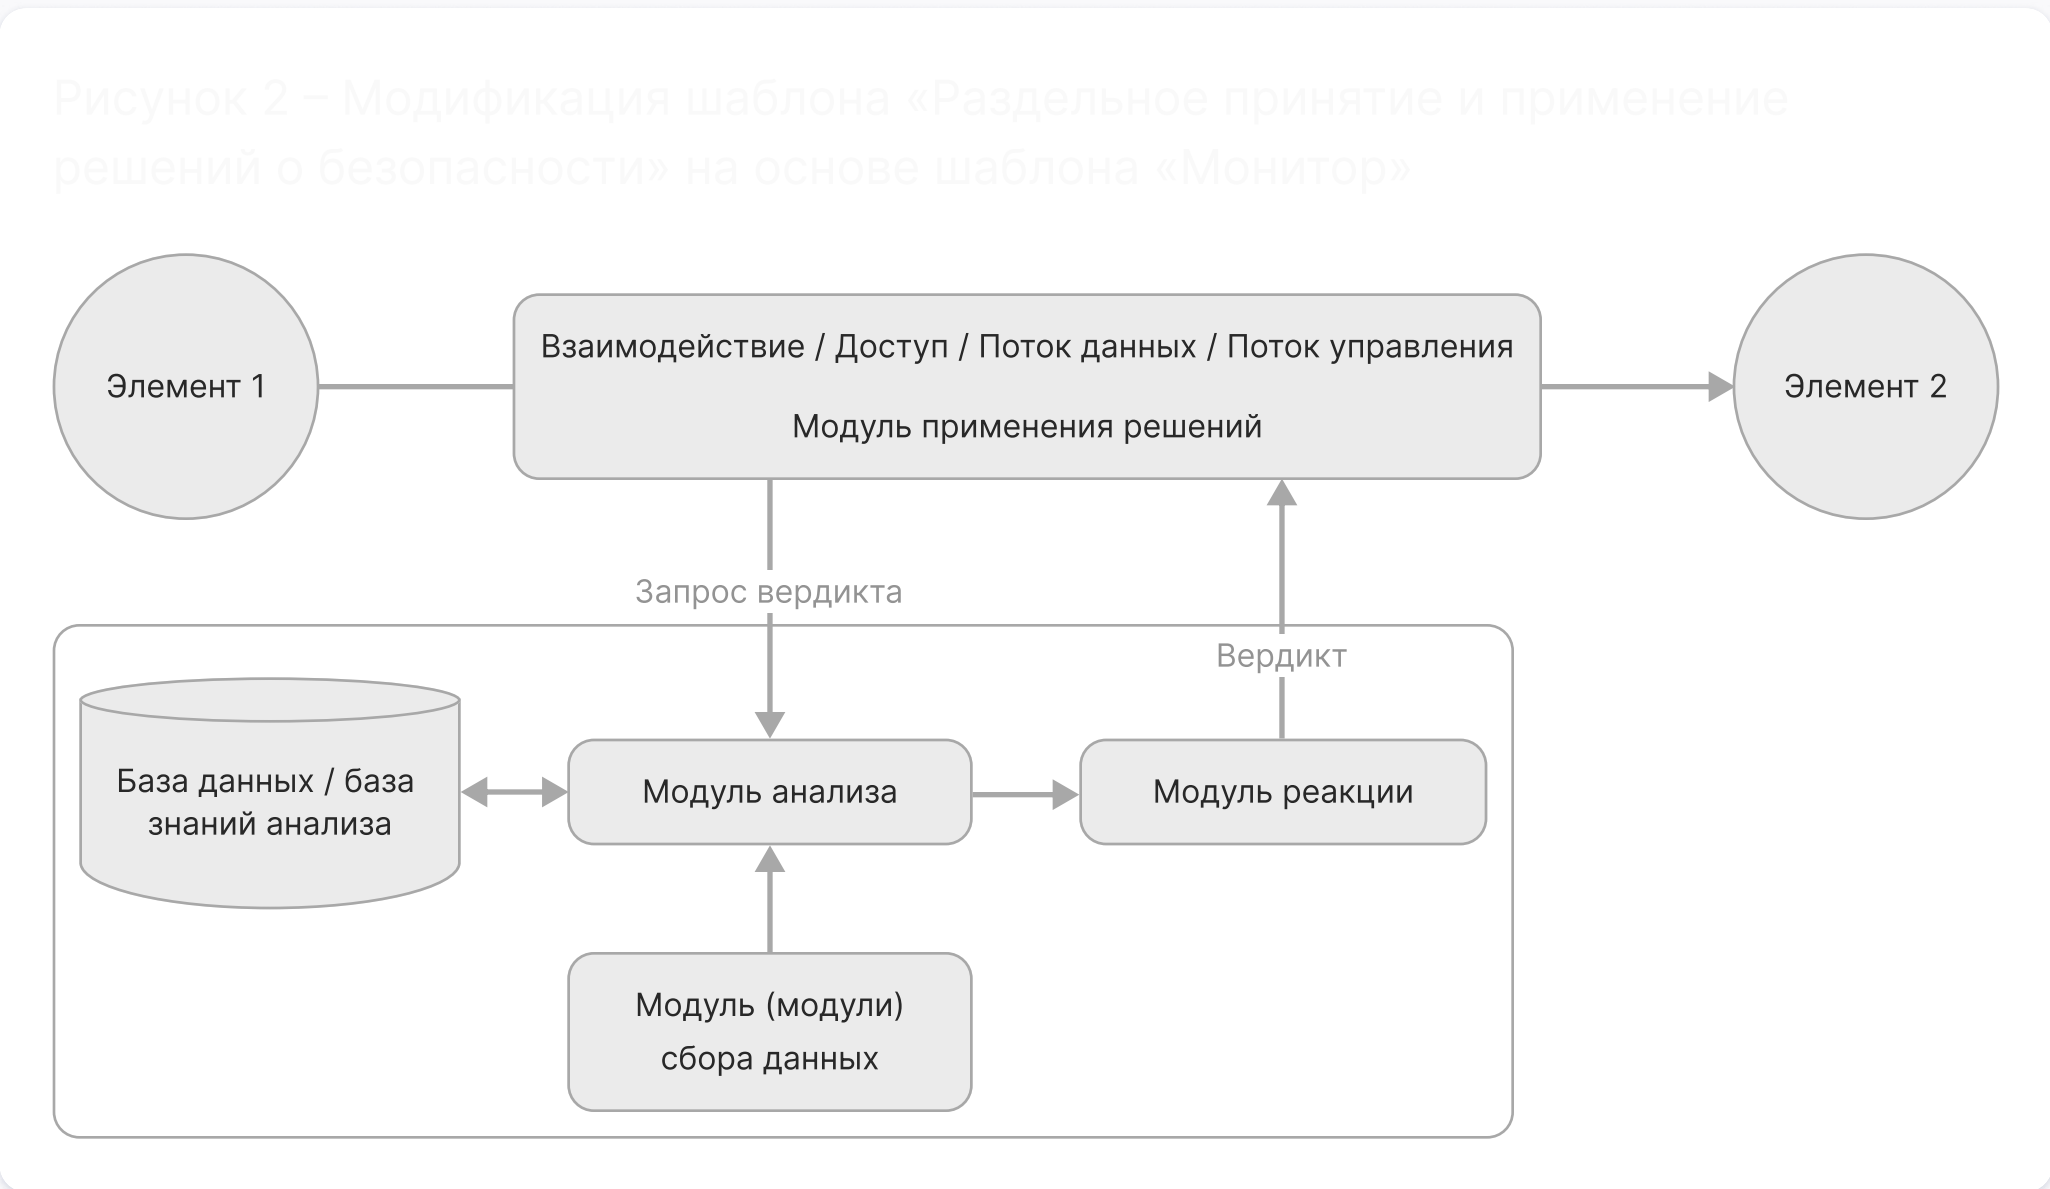 Рисунок 2 – Модификация шаблона «Раздельное принятие и применение
решений о безопасности» на основе шаблона «Монитор»
Элемент 1
Взаимодействие / Доступ / Поток данных / Поток управления
Модуль применения решений
Элемент 2
Запрос вердикта
Вердикт
База данных / база
знаний анализа
Модуль анализа
Модуль реакции
Модуль (модули)
сбора данных